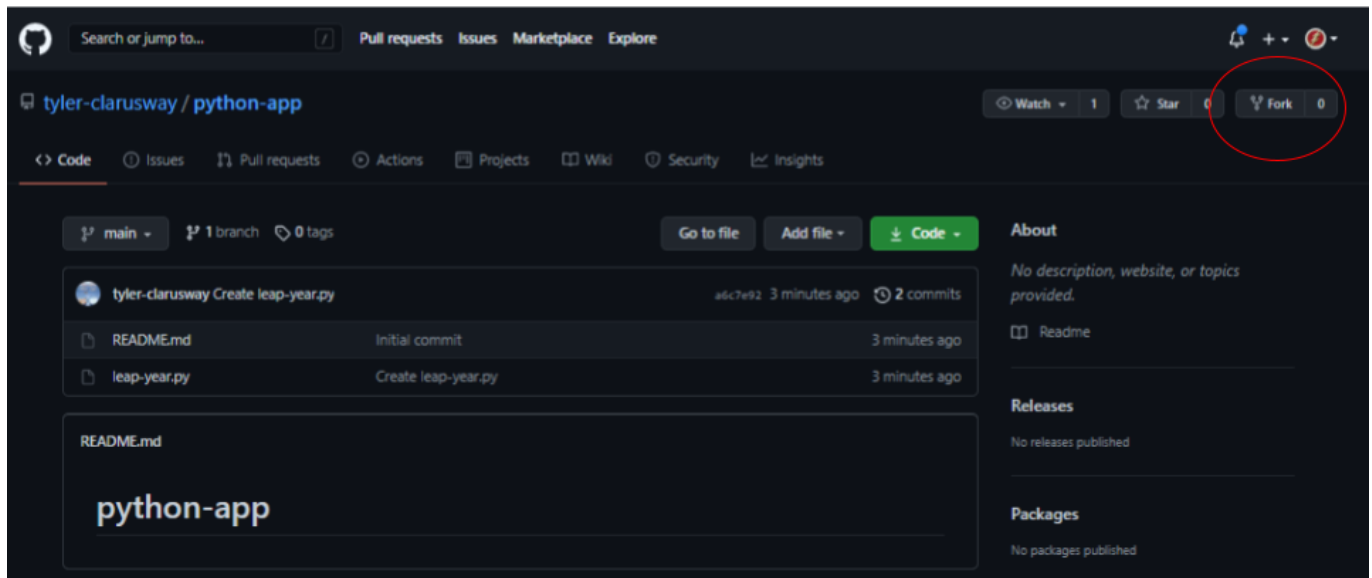 Search or jump to... / Pull requests Issues Marketplace Explore
tyler-clarusway / python-app Watch 1 Star 0 Fork 0
<> Code Issues Pull requests Actions Projects Wiki Security Insights
main 1 branch 0 tags Go to file Add file Code
tyler-clarusway Create leap-year.py a6c7e92 3 minutes ago 2 commits
README.md Initial commit 3 minutes ago
leap-year.py Create leap-year.py 3 minutes ago
README.md
python-app
About
No description, website, or topics
provided.
Readme
Releases
No releases published
Packages
No packages published